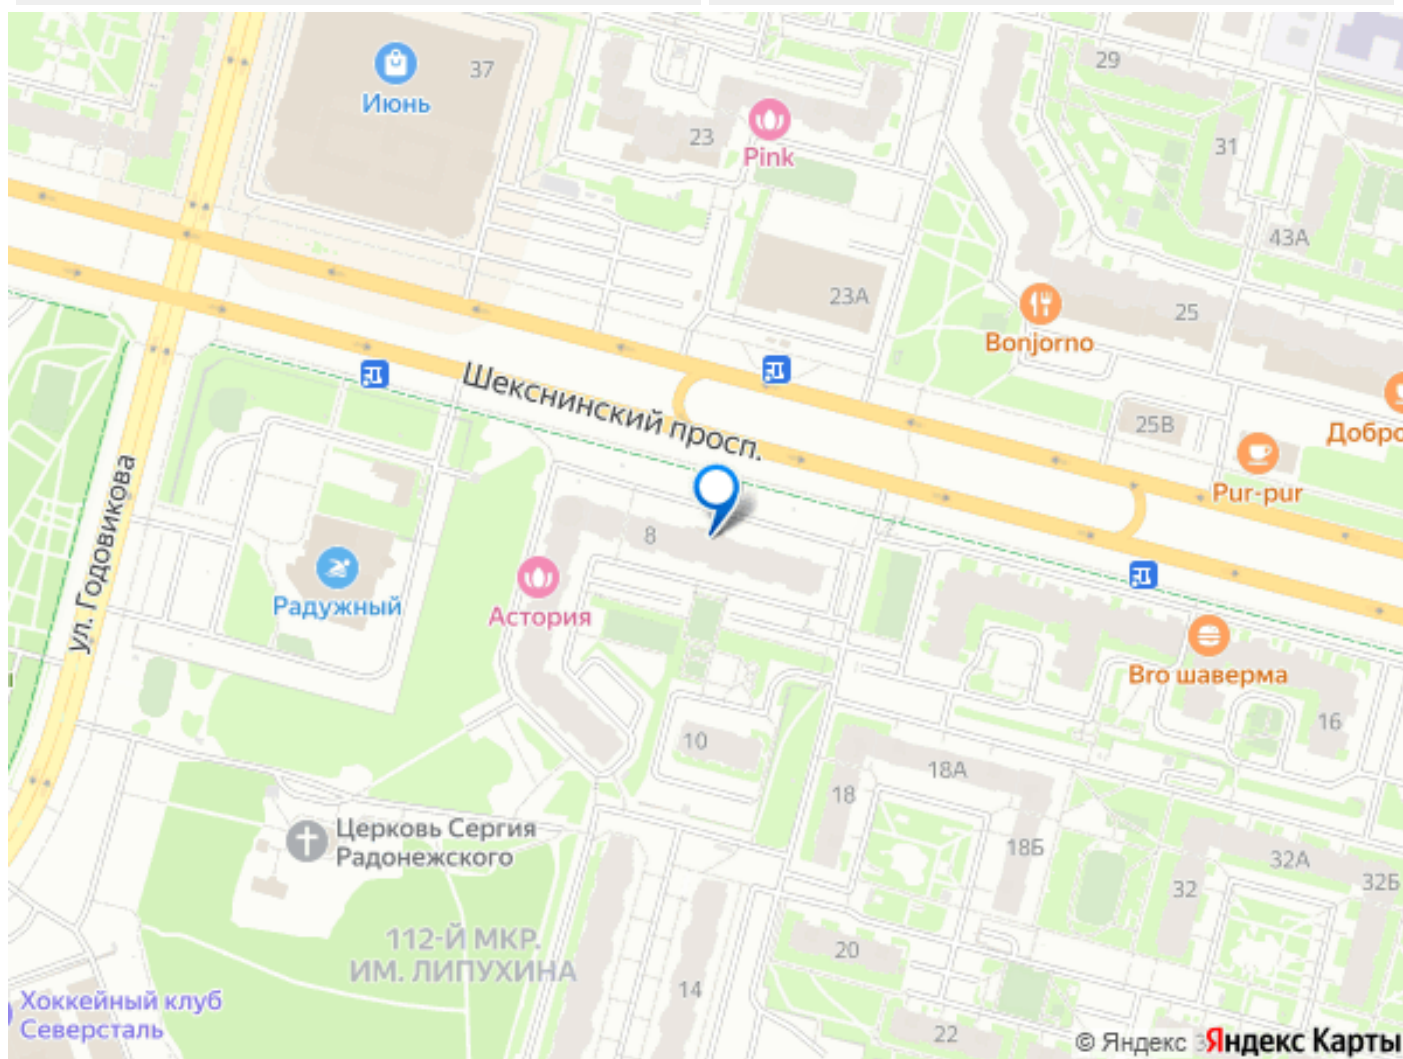 37
Июнь
23
Pink
29
31
43А
23А
25
Bonjorno
25В
Pur-pur
Шекснинский просп.
ул. Годовикова
8
Радужный
Астория
Bro шаверма
16
10
18А
18
18Б
Церковь Сергия
Радонежского
32А
32Б
32
112-Й МКР.
ИМ. ЛИПУХИНА
20
14
22
Хоккейный клуб
Северсталь
© Яндекс
Яндекс Карты